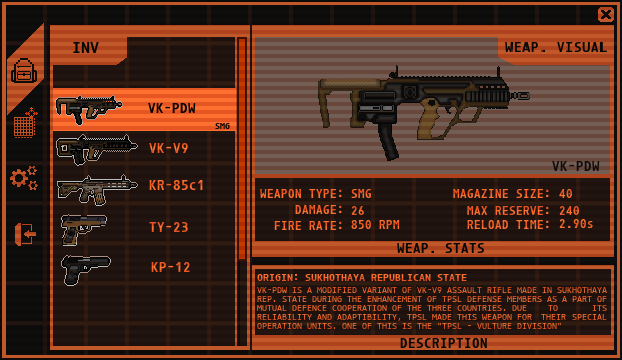 INV
VK-PDW
SMG
VK-V9
KR-85c1
TY-23
KP-12
WEAP. VISUAL
VK-PDW
WEAPON TYPE: SMG
DAMAGE: 26
FIRE RATE: 850 RPM
MAGAZINE SIZE: 40
MAX RESERVE: 240
RELOAD TIME: 2.90s
WEAP. STATS
ORIGIN: SUKHOTHAYA REPUBLICAN STATE
VK-PDW IS A MODIFIED VARIANT OF VK-V9 ASSAULT RIFLE MADE IN SUKHOTHAYA
REP. STATE DURING THE ENHANCEMENT OF TPSL DEFENSE MEMBERS AS A PART OF
MUTUAL DEFENCE COOPERATION OF THE THREE COUNTRIES. DUE TO ITS
RELIABILITY AND ADAPTIBILITY, TPSL MADE THIS WEAPON FOR THEIR SPECIAL
OPERATION UNITS. ONE OF THIS IS THE "TPSL - VULTURE DIVISION"
DESCRIPTION